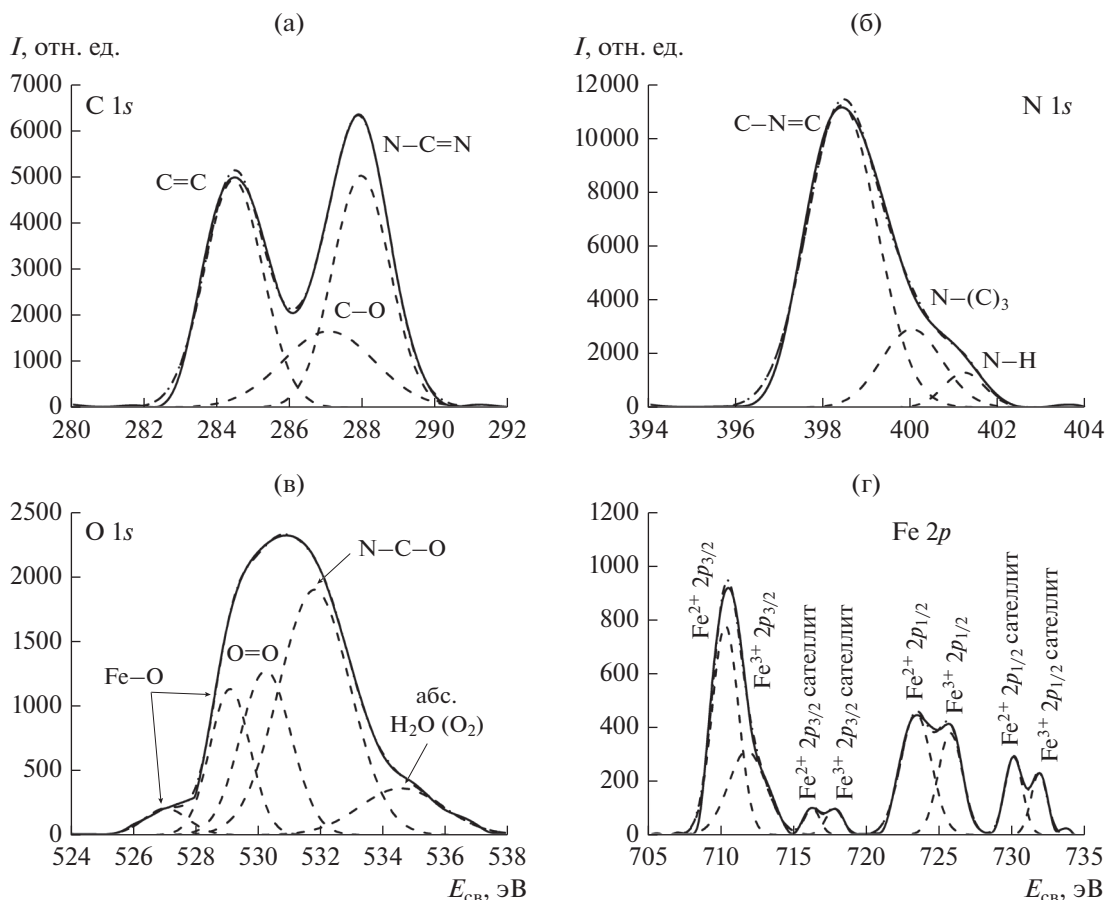 (а)
I, отн. ед.
7000
6000
5000
4000
3000
2000
1000
0
C 1s
C=C
N–C=N
C–O
280 282 284 286 288 290 292
(б)
I, отн. ед.
12000
10000
8000
6000
4000
2000
0
N 1s
C–N=C
N–(C)₃
N–H
394 396 398 400 402 404
(в)
2500
2000
1500
1000
500
0
O 1s
N–C–O
O=O
Fe–O
абс.
H₂O (O₂)
524 526 528 530 532 534 536 538
E_св, эВ
(г)
1200
1000
800
600
400
200
0
Fe 2p
Fe²⁺ 2p₃/₂
Fe³⁺ 2p₃/₂
Fe²⁺ 2p₃/₂ сателлит
Fe³⁺ 2p₃/₂ сателлит
Fe²⁺ 2p₁/₂
Fe³⁺ 2p₁/₂
Fe²⁺ 2p₁/₂ сателлит
Fe³⁺ 2p₁/₂ сателлит
705 710 715 720 725 730 735
E_св, эВ